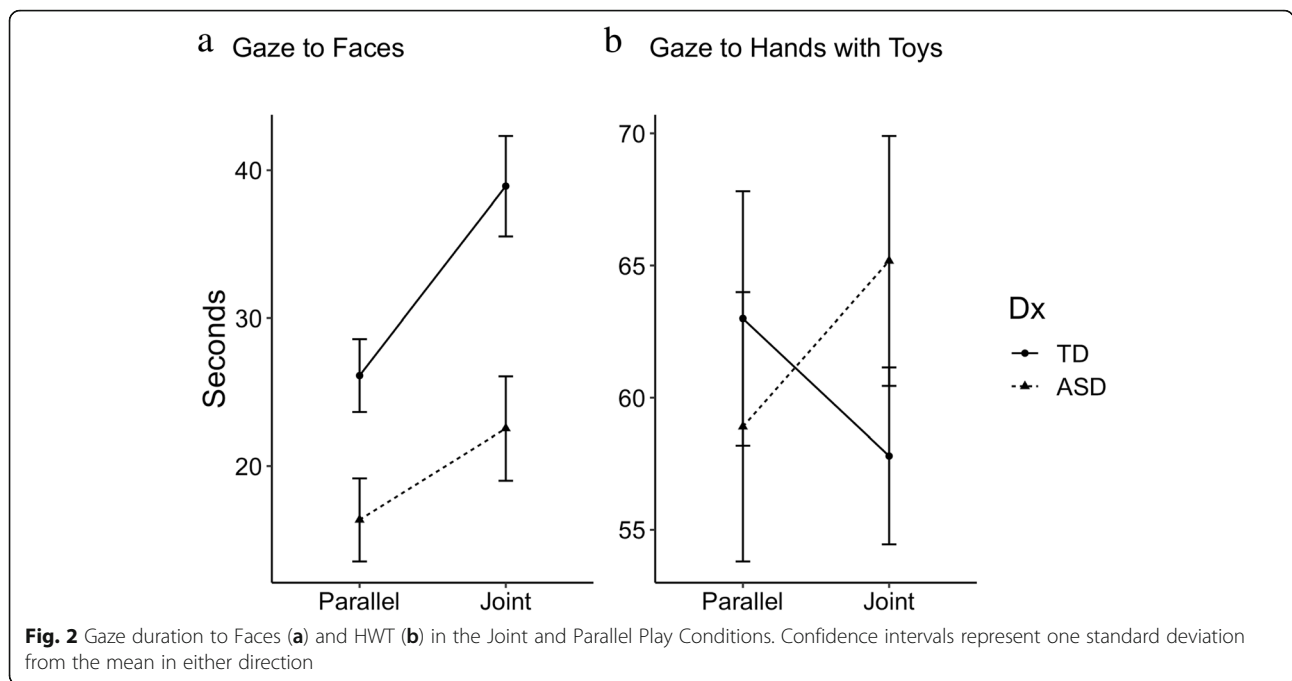 a Gaze to Faces
b Gaze to Hands with Toys
Seconds
40
30
20
Parallel
Joint
70
65
60
55
Parallel
Joint
Dx
TD
ASD
Fig. 2 Gaze duration to Faces (a) and HWT (b) in the Joint and Parallel Play Conditions. Confidence intervals represent one standard deviation
from the mean in either direction